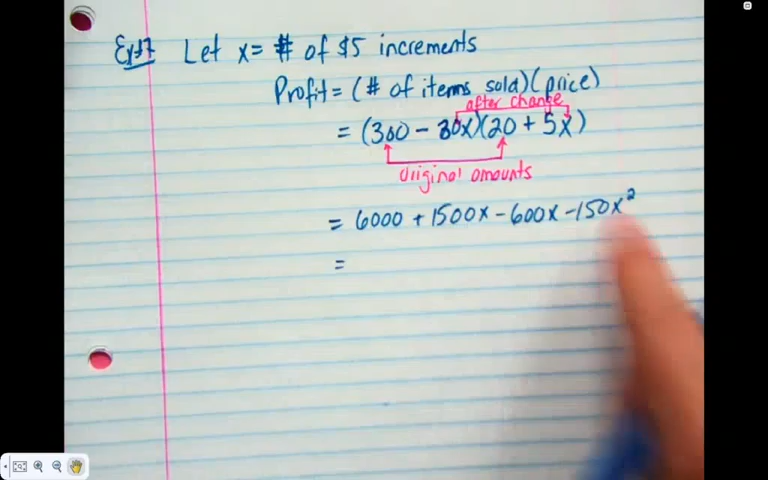 Ex#7 Let x = # of $5 increments
Profit = (# of items sold)(price)
after change
= (300 - 30x)(20 + 5x)
original amounts
= 6000 + 1500x - 600x - 150x²
=